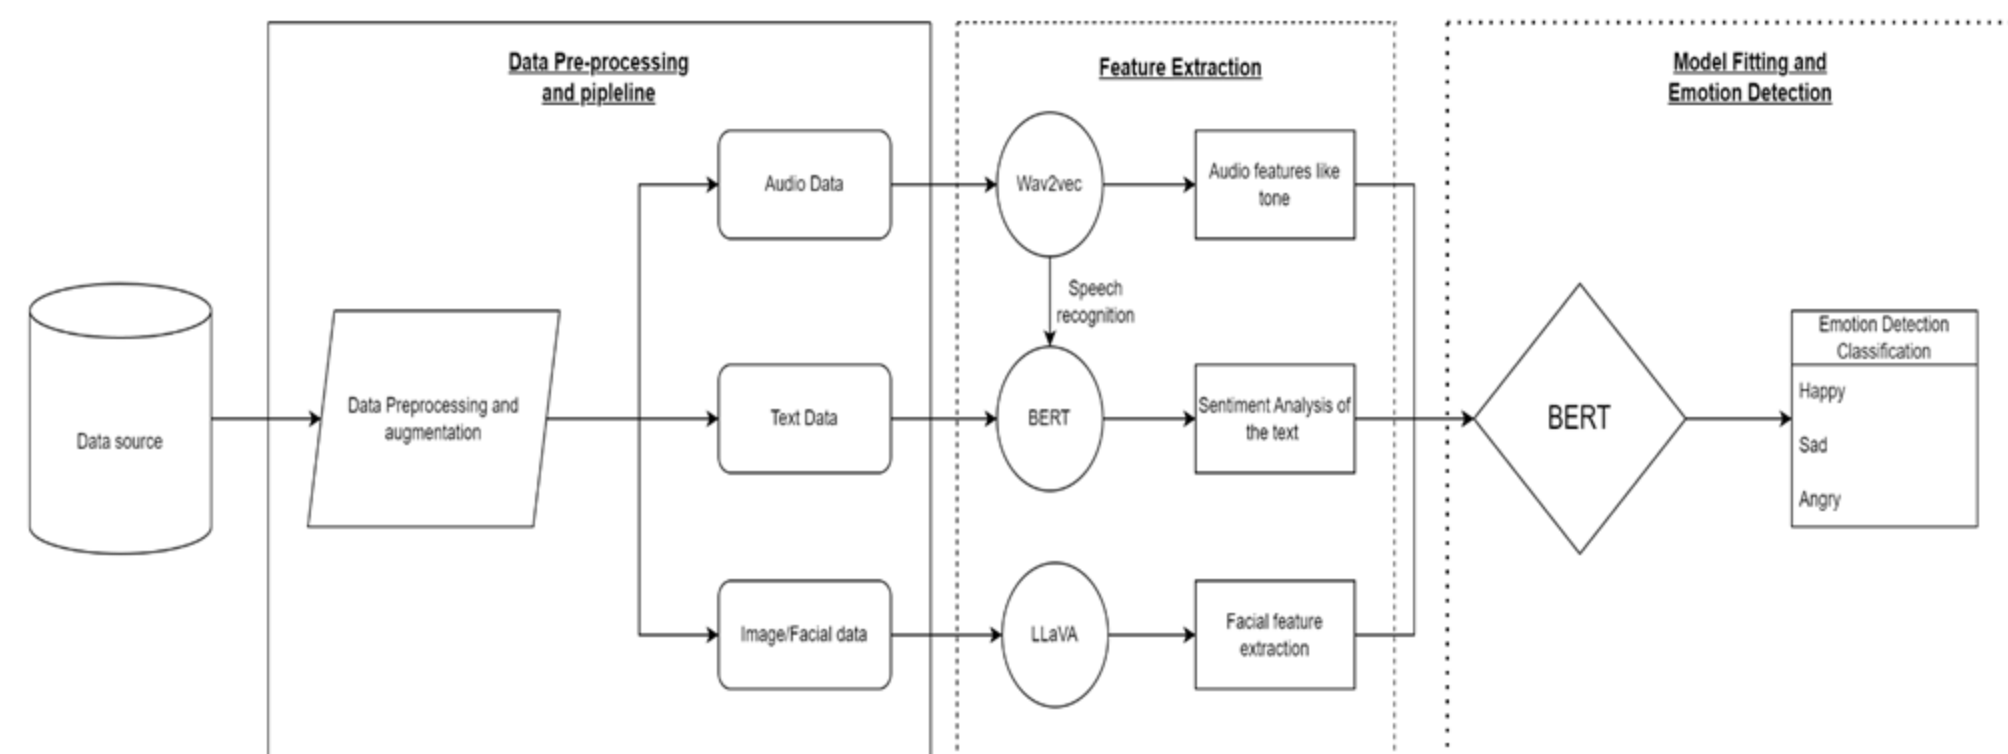 Data Pre-processing
and pipleline
Feature Extraction
Model Fitting and
Emotion Detection
Data source
Data Preprocessing and
augmentation
Audio Data
Text Data
Image/Facial data
Wav2vec
Speech
recognition
BERT
LLaVA
Audio features like
tone
Sentiment Analysis of
the text
Facial feature
extraction
BERT
Emotion Detection
Classification
Happy
Sad
Angry